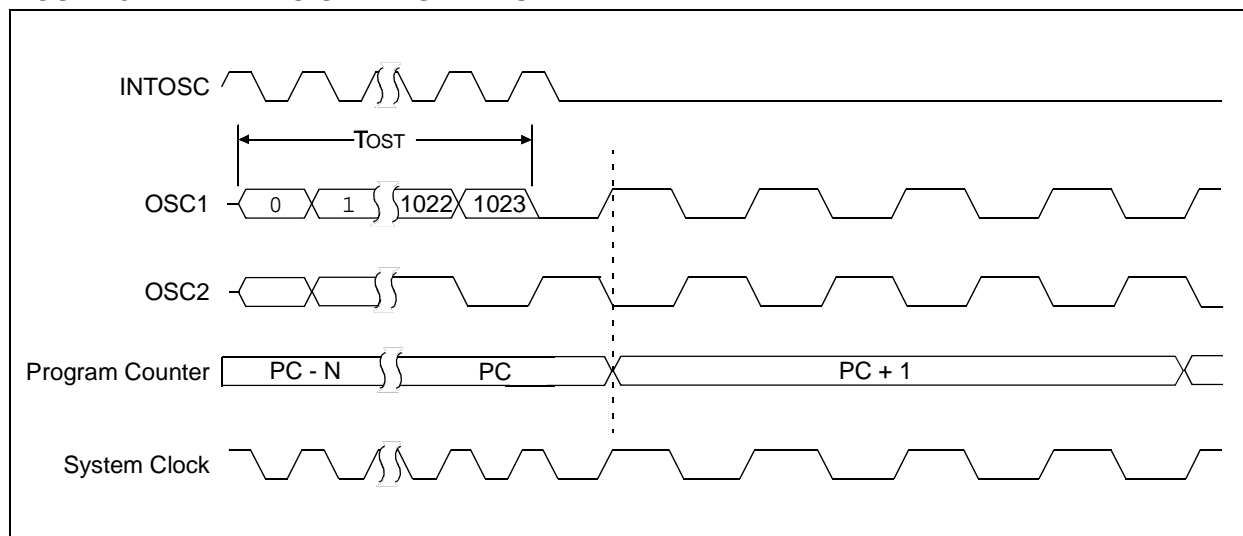 INTOSC
TOST
OSC1 0 1 1022 1023
OSC2
Program Counter PC - N PC PC + 1
System Clock